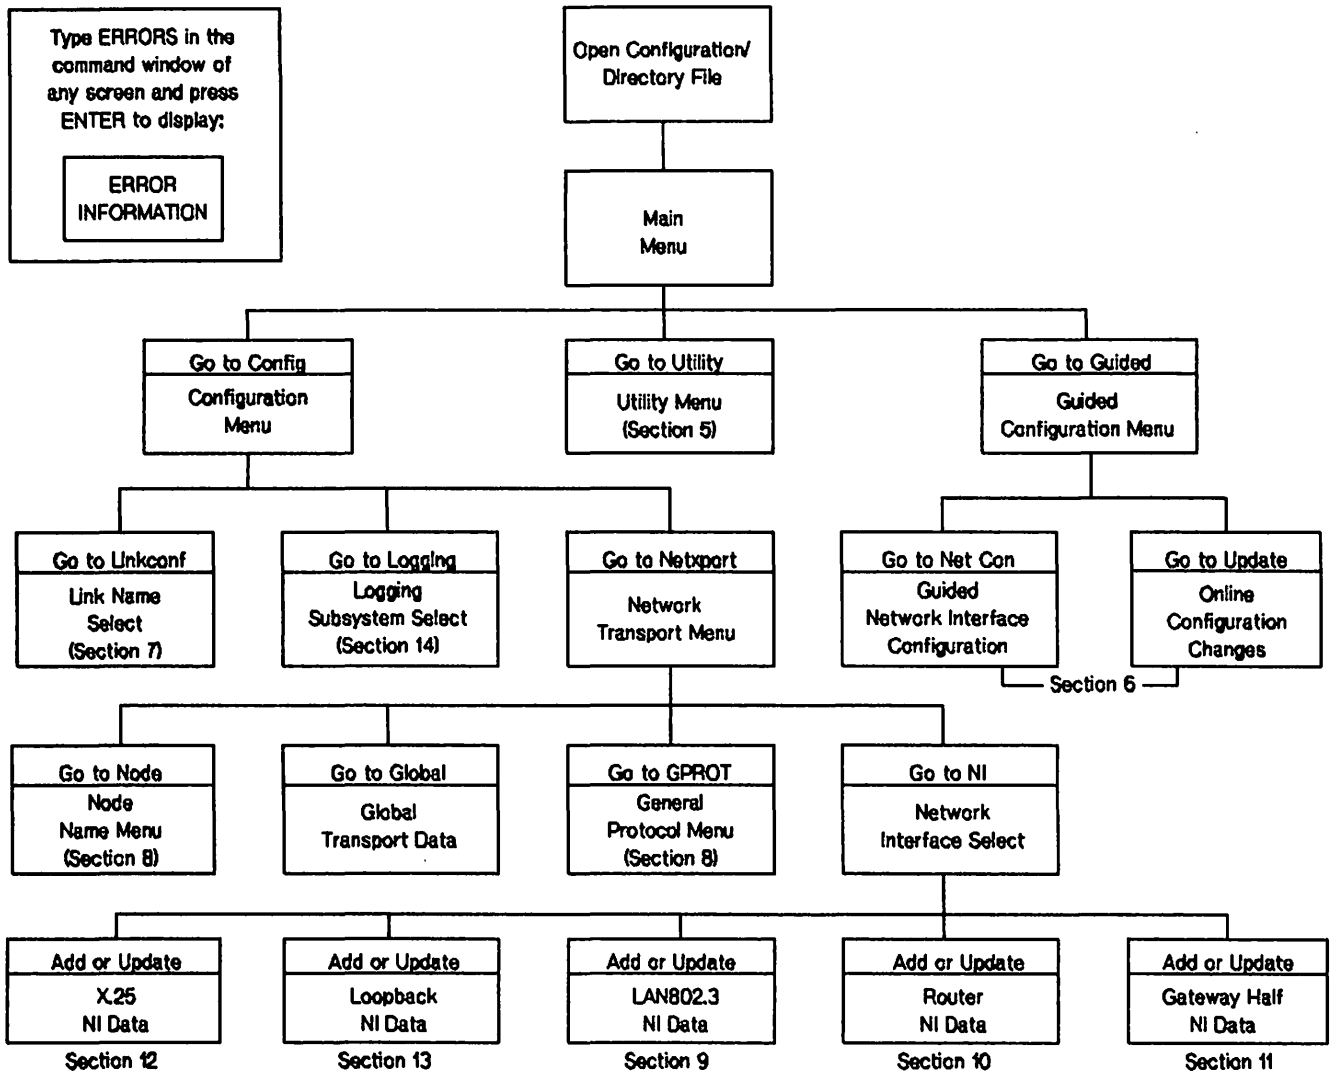 Type ERRORS in the
command window of
any screen and press
ENTER to display:
ERROR
INFORMATION
Open Configuration/
Directory File
Main
Menu
Go to Config
Configuration
Menu
Go to Utility
Utility Menu
(Section 5)
Go to Guided
Guided
Configuration Menu
Go to Linkconf
Link Name
Select
(Section 7)
Go to Logging
Logging
Subsystem Select
(Section 14)
Go to Netxport
Network
Transport Menu
Go to Net Con
Guided
Network Interface
Configuration
Go to Update
Online
Configuration
Changes
Section 6
Go to Node
Node
Name Menu
(Section 8)
Go to Global
Global
Transport Data
Go to GPROT
General
Protocol Menu
(Section 8)
Go to NI
Network
Interface Select
Add or Update
X.25
NI Data
Section 12
Add or Update
Loopback
NI Data
Section 13
Add or Update
LAN802.3
NI Data
Section 9
Add or Update
Router
NI Data
Section 10
Add or Update
Gateway Half
NI Data
Section 11